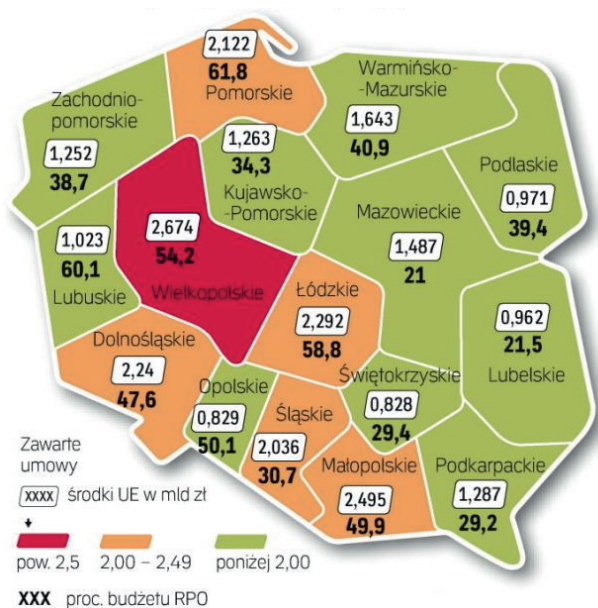 2,122
61,8
Pomorskie
Zachodnio-
pomorskie
1,252
38,7
Warmińsko-
-Mazurskie
1,643
40,9
1,263
34,3
Kujawsko-
-Pomorskie
Podlaskie
0,971
39,4
2,674
54,2
Wielkopolskie
Mazowieckie
1,487
21
1,023
60,1
Lubuskie
Łódzkie
2,292
58,8
0,962
21,5
Lubelskie
Dolnośląskie
2,24
47,6
Opolskie
0,829
50,1
Śląskie
2,036
30,7
Świętokrzyskie
0,828
29,4
Małopolskie
2,495
49,9
Podkarpackie
1,287
29,2
Zawarte
umowy
XXXX środki UE w mld zł
pow. 2,5 2,00 – 2,49 poniżej 2,00
XXX proc. budżetu RPO